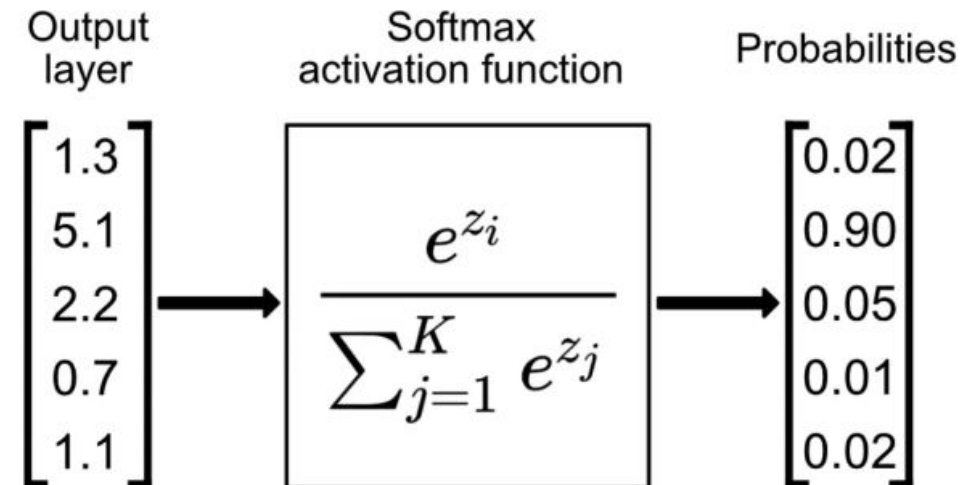 Output
layer
Softmax
activation function
Probabilities
1.3
5.1
2.2
0.7
1.1
e^{z_i}
∑_{j=1}^{K} e^{z_j}
0.02
0.90
0.05
0.01
0.02